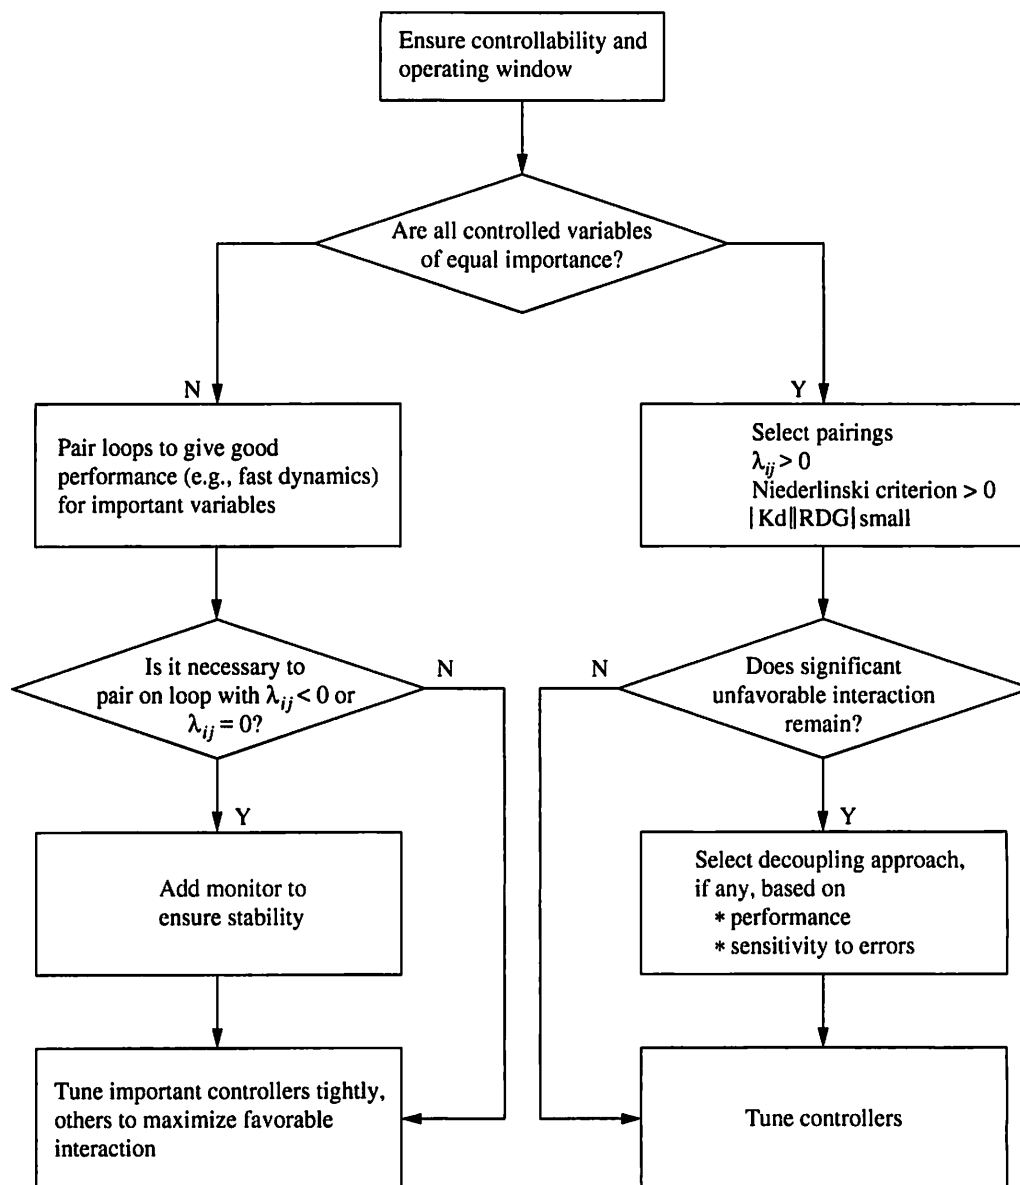 Ensure controllability and
operating window
Are all controlled variables
of equal importance?
N
Y
Pair loops to give good
performance (e.g., fast dynamics)
for important variables
Select pairings
λij > 0
Niederlinski criterion > 0
|Kd||RDG| small
Is it necessary to
pair on loop with λij < 0 or
λij = 0?
N
Y
N
Does significant
unfavorable interaction
remain?
Y
Add monitor to
ensure stability
Select decoupling approach,
if any, based on
* performance
* sensitivity to errors
Tune important controllers tightly,
others to maximize favorable
interaction
Tune controllers